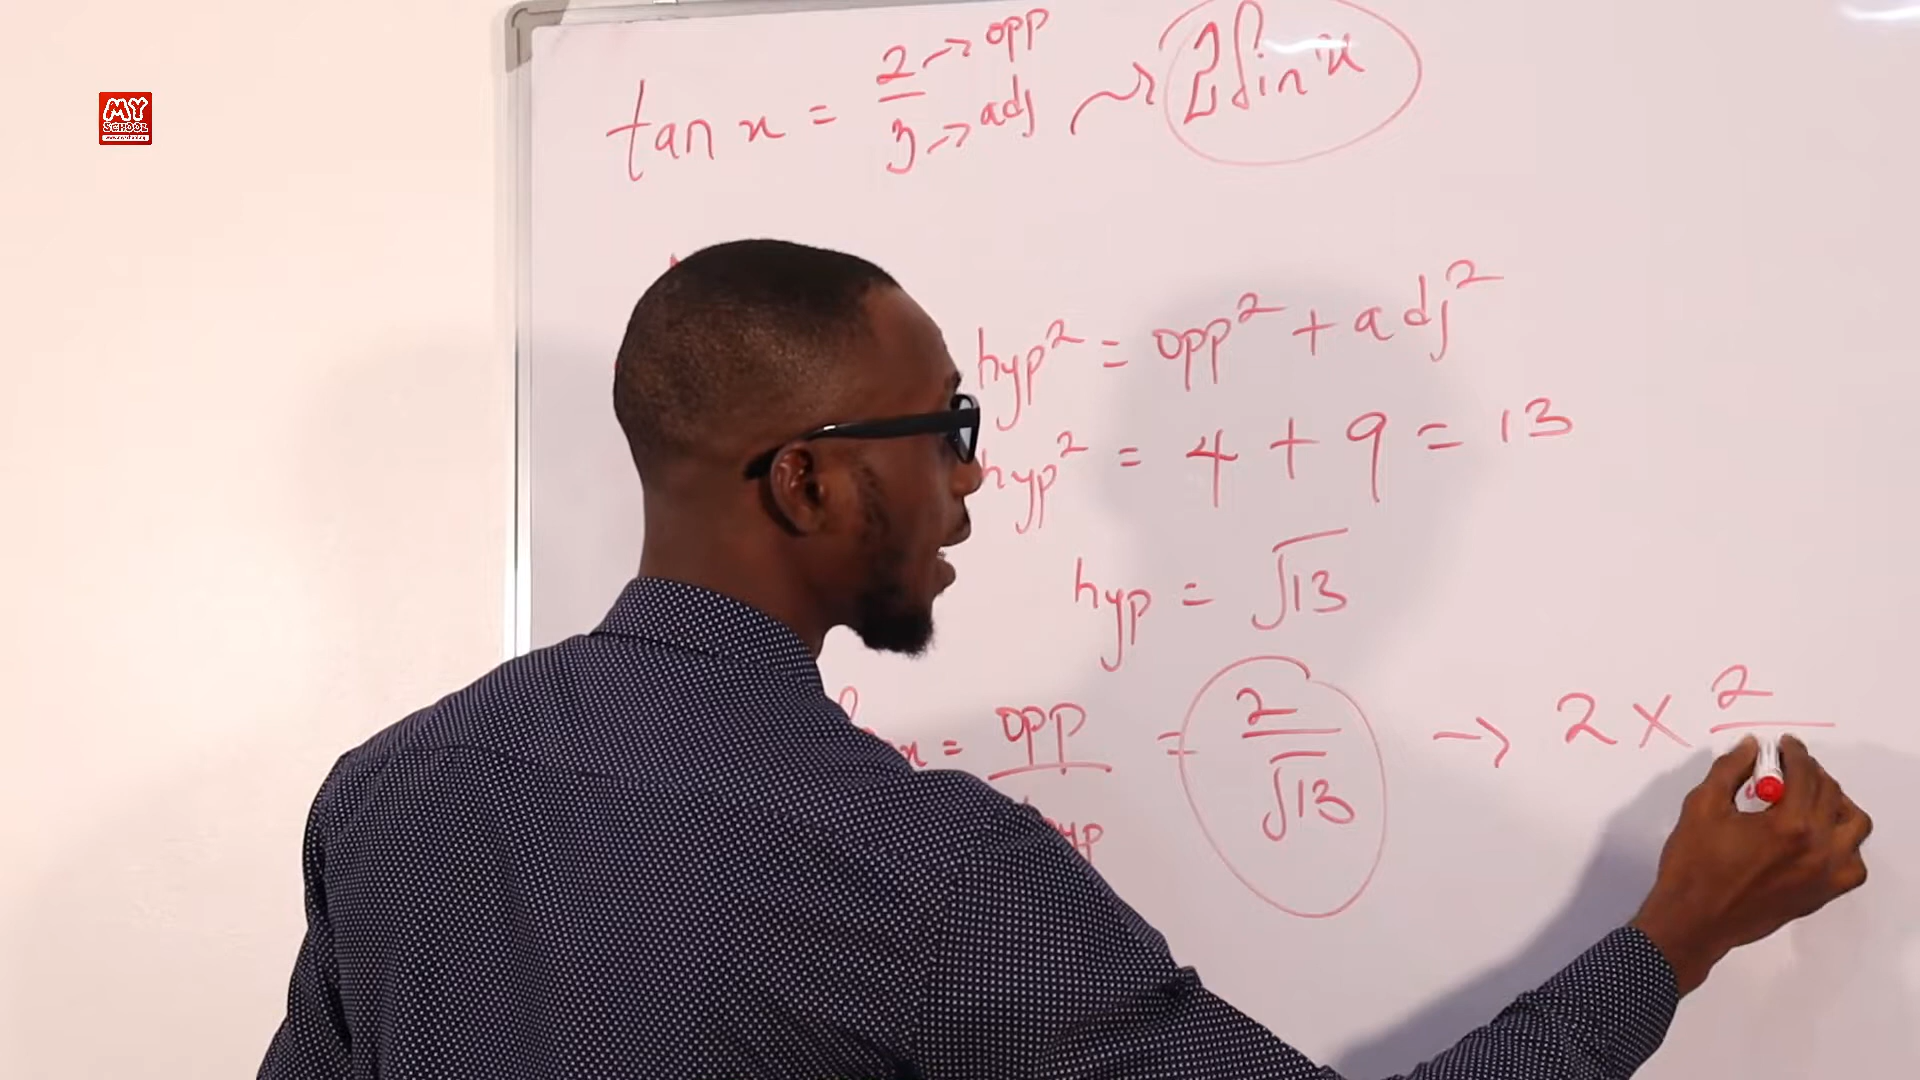 MY
SCHOOL
tan x = 2/3 → opp → adj ⤳ 2 Sin x
hyp² = opp² + adj²
hyp² = 4 + 9 = 13
hyp = √13
x = opp/hyp = 2/√13 → 2 × 2